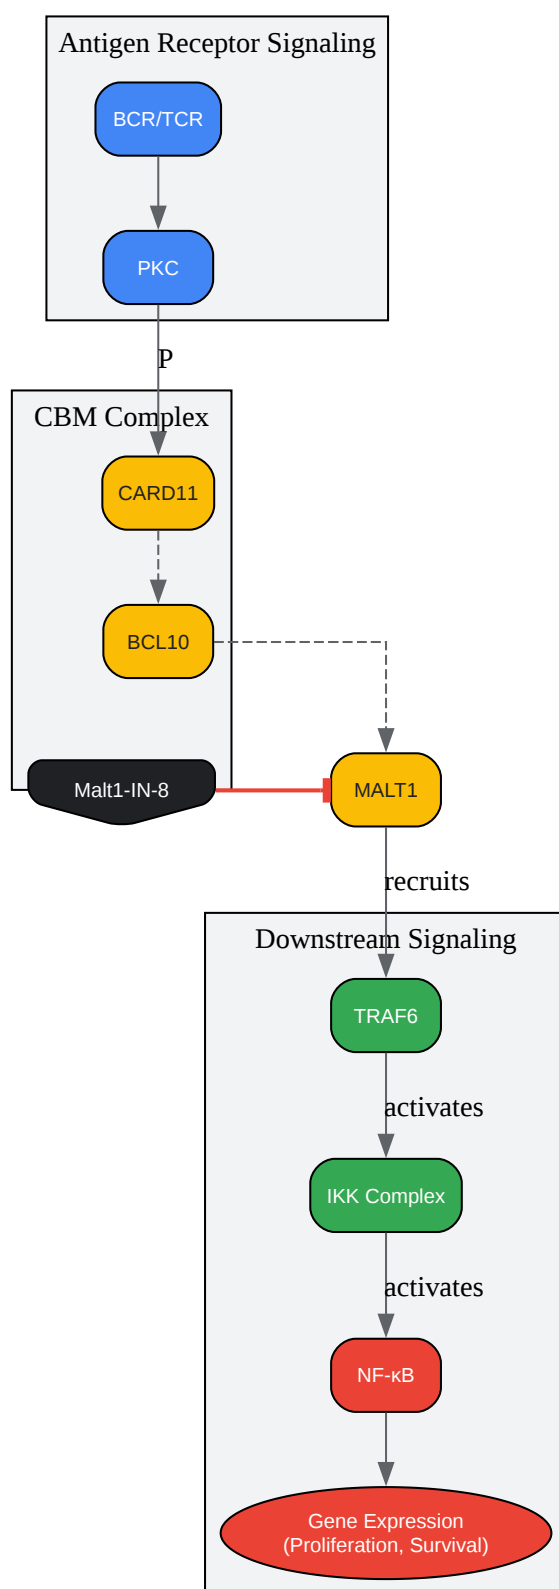 Antigen Receptor Signaling
BCR/TCR
PKC
P
CBM Complex
CARD11
BCL10
Malt1-IN-8
MALT1
recruits
Downstream Signaling
TRAF6
activates
IKK Complex
activates
NF-κB
Gene Expression
(Proliferation, Survival)